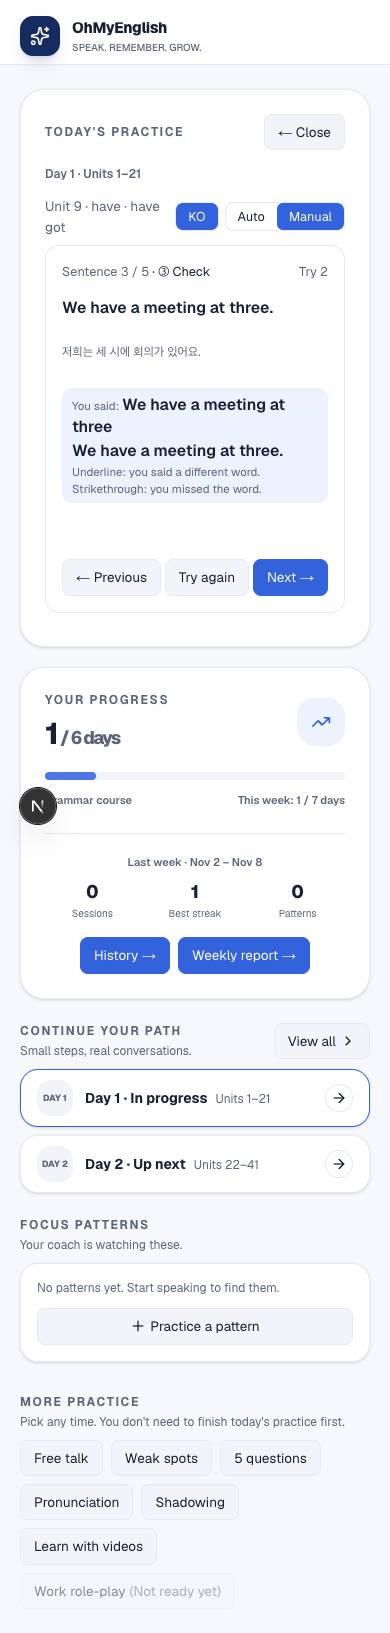 OhMyEnglish
SPEAK. REMEMBER. GROW.
TODAY'S PRACTICE
← Close
Day 1 · Units 1–21
Unit 9 · have · have got
KO
Auto
Manual
Sentence 3 / 5 · ③ Check
Try 2
We have a meeting at three.
저희는 세 시에 회의가 있어요.
You said: We have a meeting at
three
We have a meeting at three.
Underline: you said a different word.
Strikethrough: you missed the word.
← Previous
Try again
Next →
YOUR PROGRESS
1 / 6 days
N
ammar course
This week: 1 / 7 days
Last week · Nov 2 – Nov 8
0
1
0
Sessions
Best streak
Patterns
History →
Weekly report →
CONTINUE YOUR PATH
Small steps, real conversations.
View all
DAY 1
Day 1 · In progress
Units 1–21
DAY 2
Day 2 · Up next
Units 22–41
FOCUS PATTERNS
Your coach is watching these.
No patterns yet. Start speaking to find them.
+ Practice a pattern
MORE PRACTICE
Pick any time. You don't need to finish today's practice first.
Free talk
Weak spots
5 questions
Pronunciation
Shadowing
Learn with videos
Work role-play (Not ready yet)